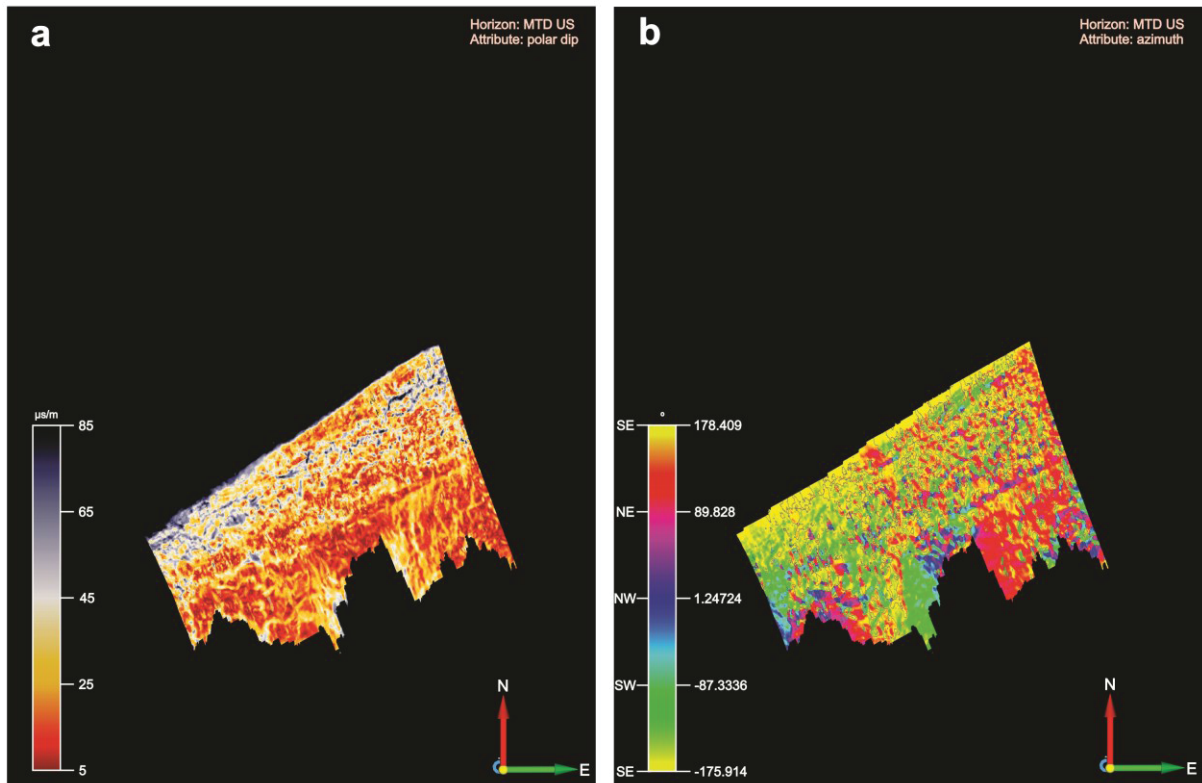 a
Horizon: MTD US
Attribute: polar dip
µs/m
85
65
45
25
5
N
E
b
Horizon: MTD US
Attribute: azimuth
°
SE 178.409
NE 89.828
NW 1.24724
SW -87.3336
SE -175.914
N
E